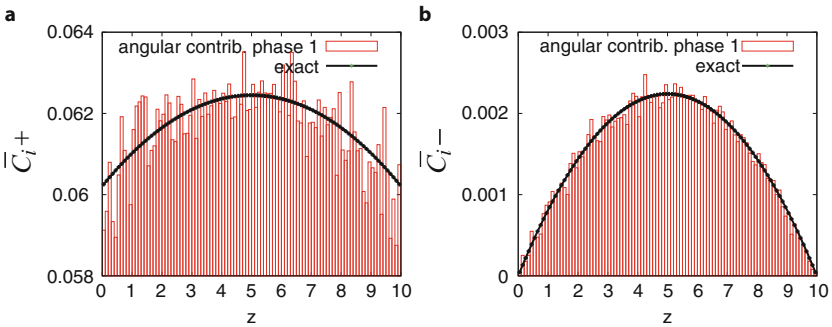 a
0.064
0.062
0.06
0.058
C̅ᵢ+
angular contrib. phase 1
exact
0 1 2 3 4 5 6 7 8 9 10
z
b
0.003
0.002
0.001
0
C̅ᵢ−
angular contrib. phase 1
exact
0 1 2 3 4 5 6 7 8 9 10
z